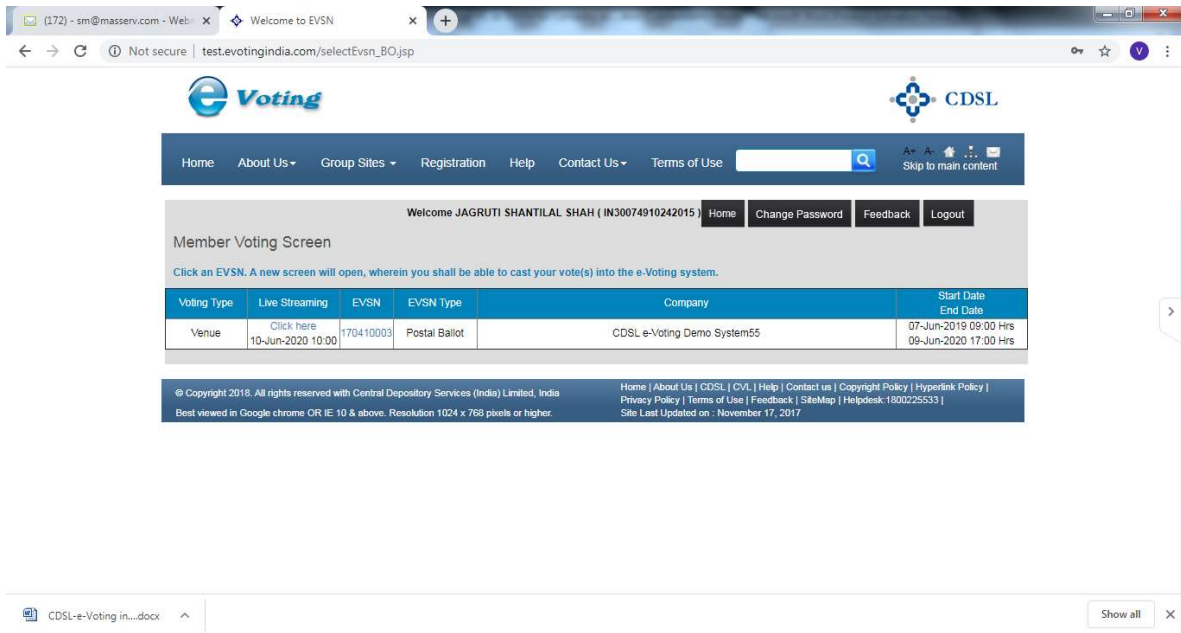 (172) - sm@masserv.com - Web
Welcome to EVSN
Not secure | test.evotingindia.com/selectEvsn_BO.jsp
V
e Voting
CDSL
Home About Us Group Sites Registration Help Contact Us Terms of Use
A+ A-
Skip to main content
Welcome JAGRUTI SHANTILAL SHAH ( IN30074910242015 ) Home Change Password Feedback Logout
Member Voting Screen
Click an EVSN. A new screen will open, wherein you shall be able to cast your vote(s) into the e-Voting system.
Voting Type Live Streaming EVSN EVSN Type Company Start Date
End Date
Venue Click here 170410003 Postal Ballot CDSL e-Voting Demo System55 07-Jun-2019 09:00 Hrs
10-Jun-2020 10:00 09-Jun-2020 17:00 Hrs
© Copyright 2018. All rights reserved with Central Depository Services (India) Limited, India
Best viewed in Google chrome OR IE 10 & above. Resolution 1024 x 768 pixels or higher.
Home | About Us | CDSL | CVL | Help | Contact us | Copyright Policy | Hyperlink Policy |
Privacy Policy | Terms of Use | Feedback | SiteMap | Helpdesk:1800225533 |
Site Last Updated on : November 17, 2017
CDSL-e-Voting in....docx
Show all